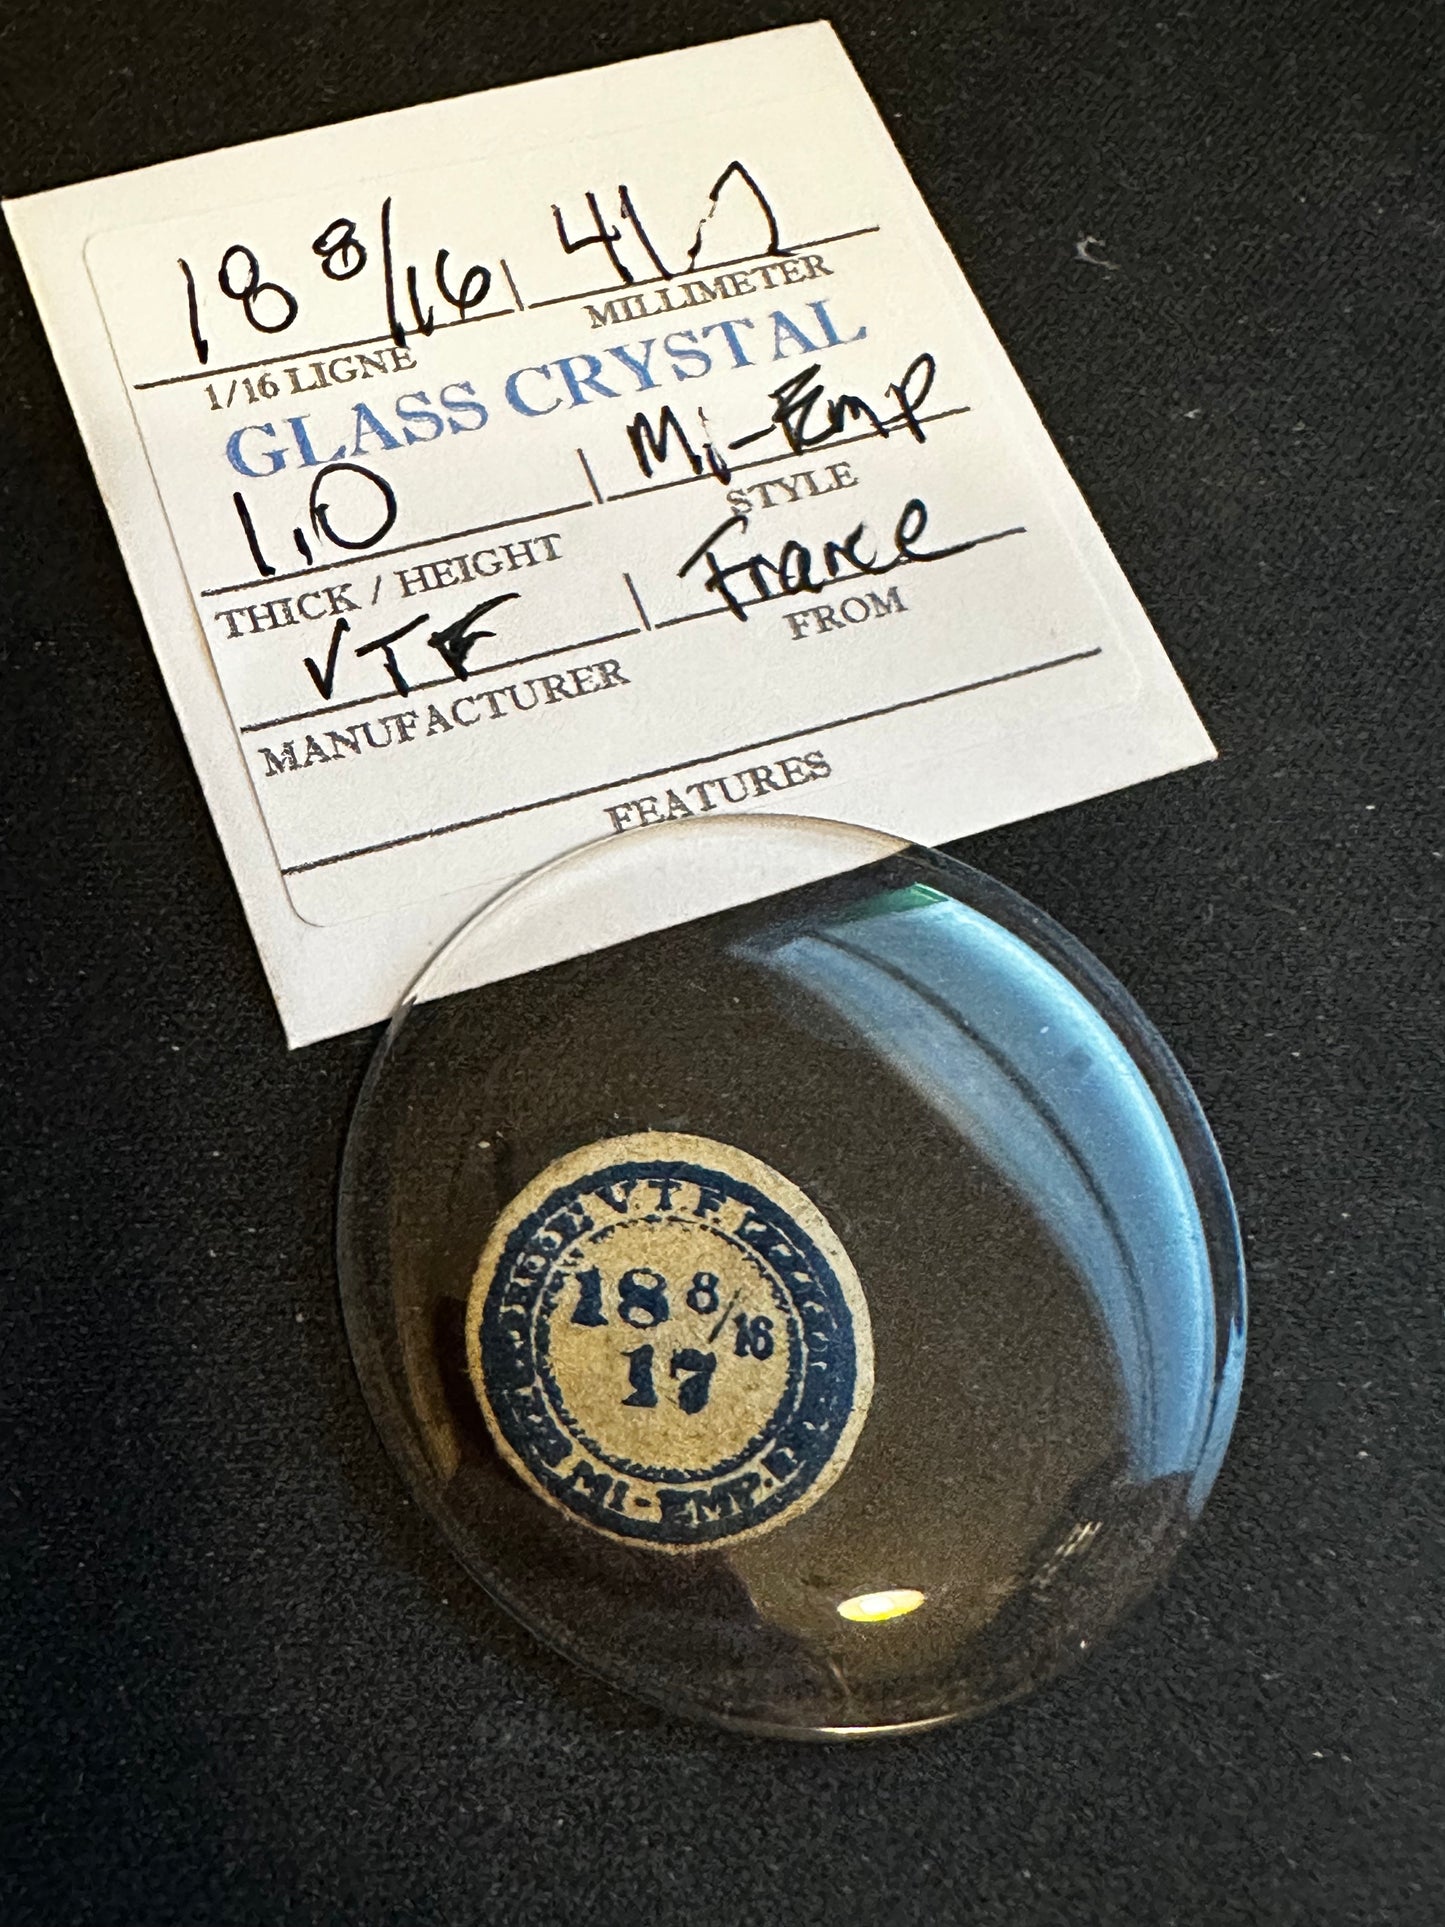 18 8/16 | 41.7
1/16 LIGNE MILLIMETER
GLASS CRYSTAL
1.0 | Mi-Emp
THICK / HEIGHT STYLE
VTF | France
MANUFACTURER FROM
FEATURES
V.T.F.
18 8/16
17
MI-EMP.